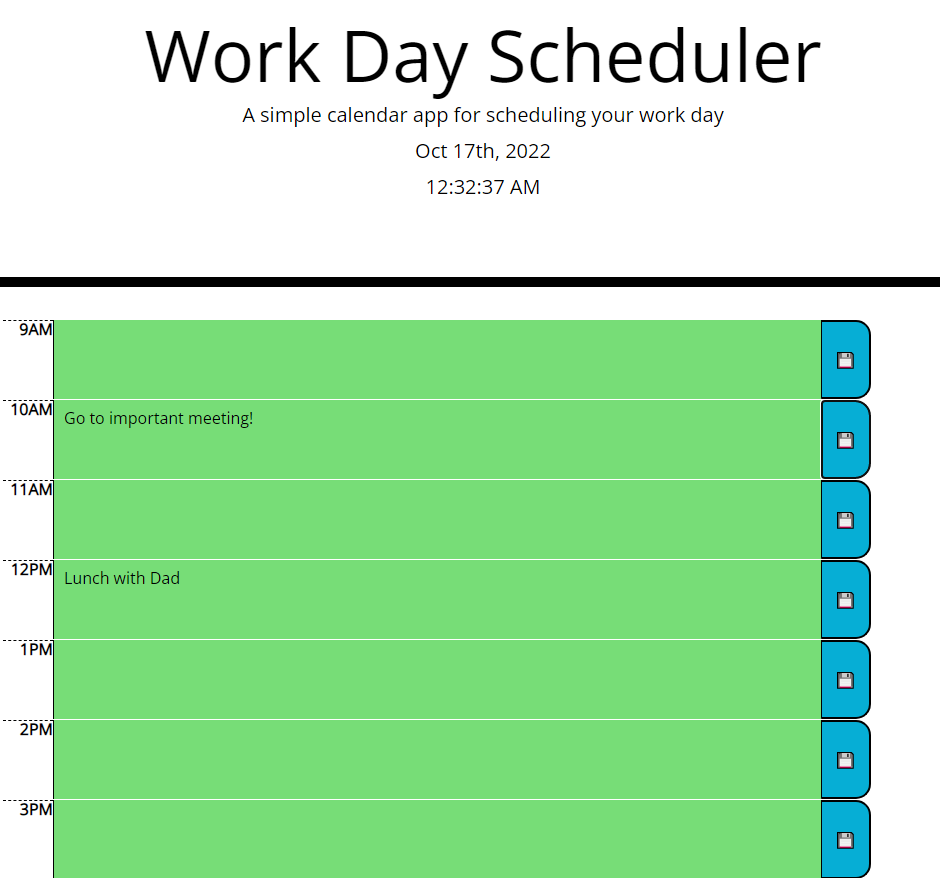 Work Day Scheduler
A simple calendar app for scheduling your work day
Oct 17th, 2022
12:32:37 AM
9AM
10AM
Go to important meeting!
11AM
12PM
Lunch with Dad
1PM
2PM
3PM